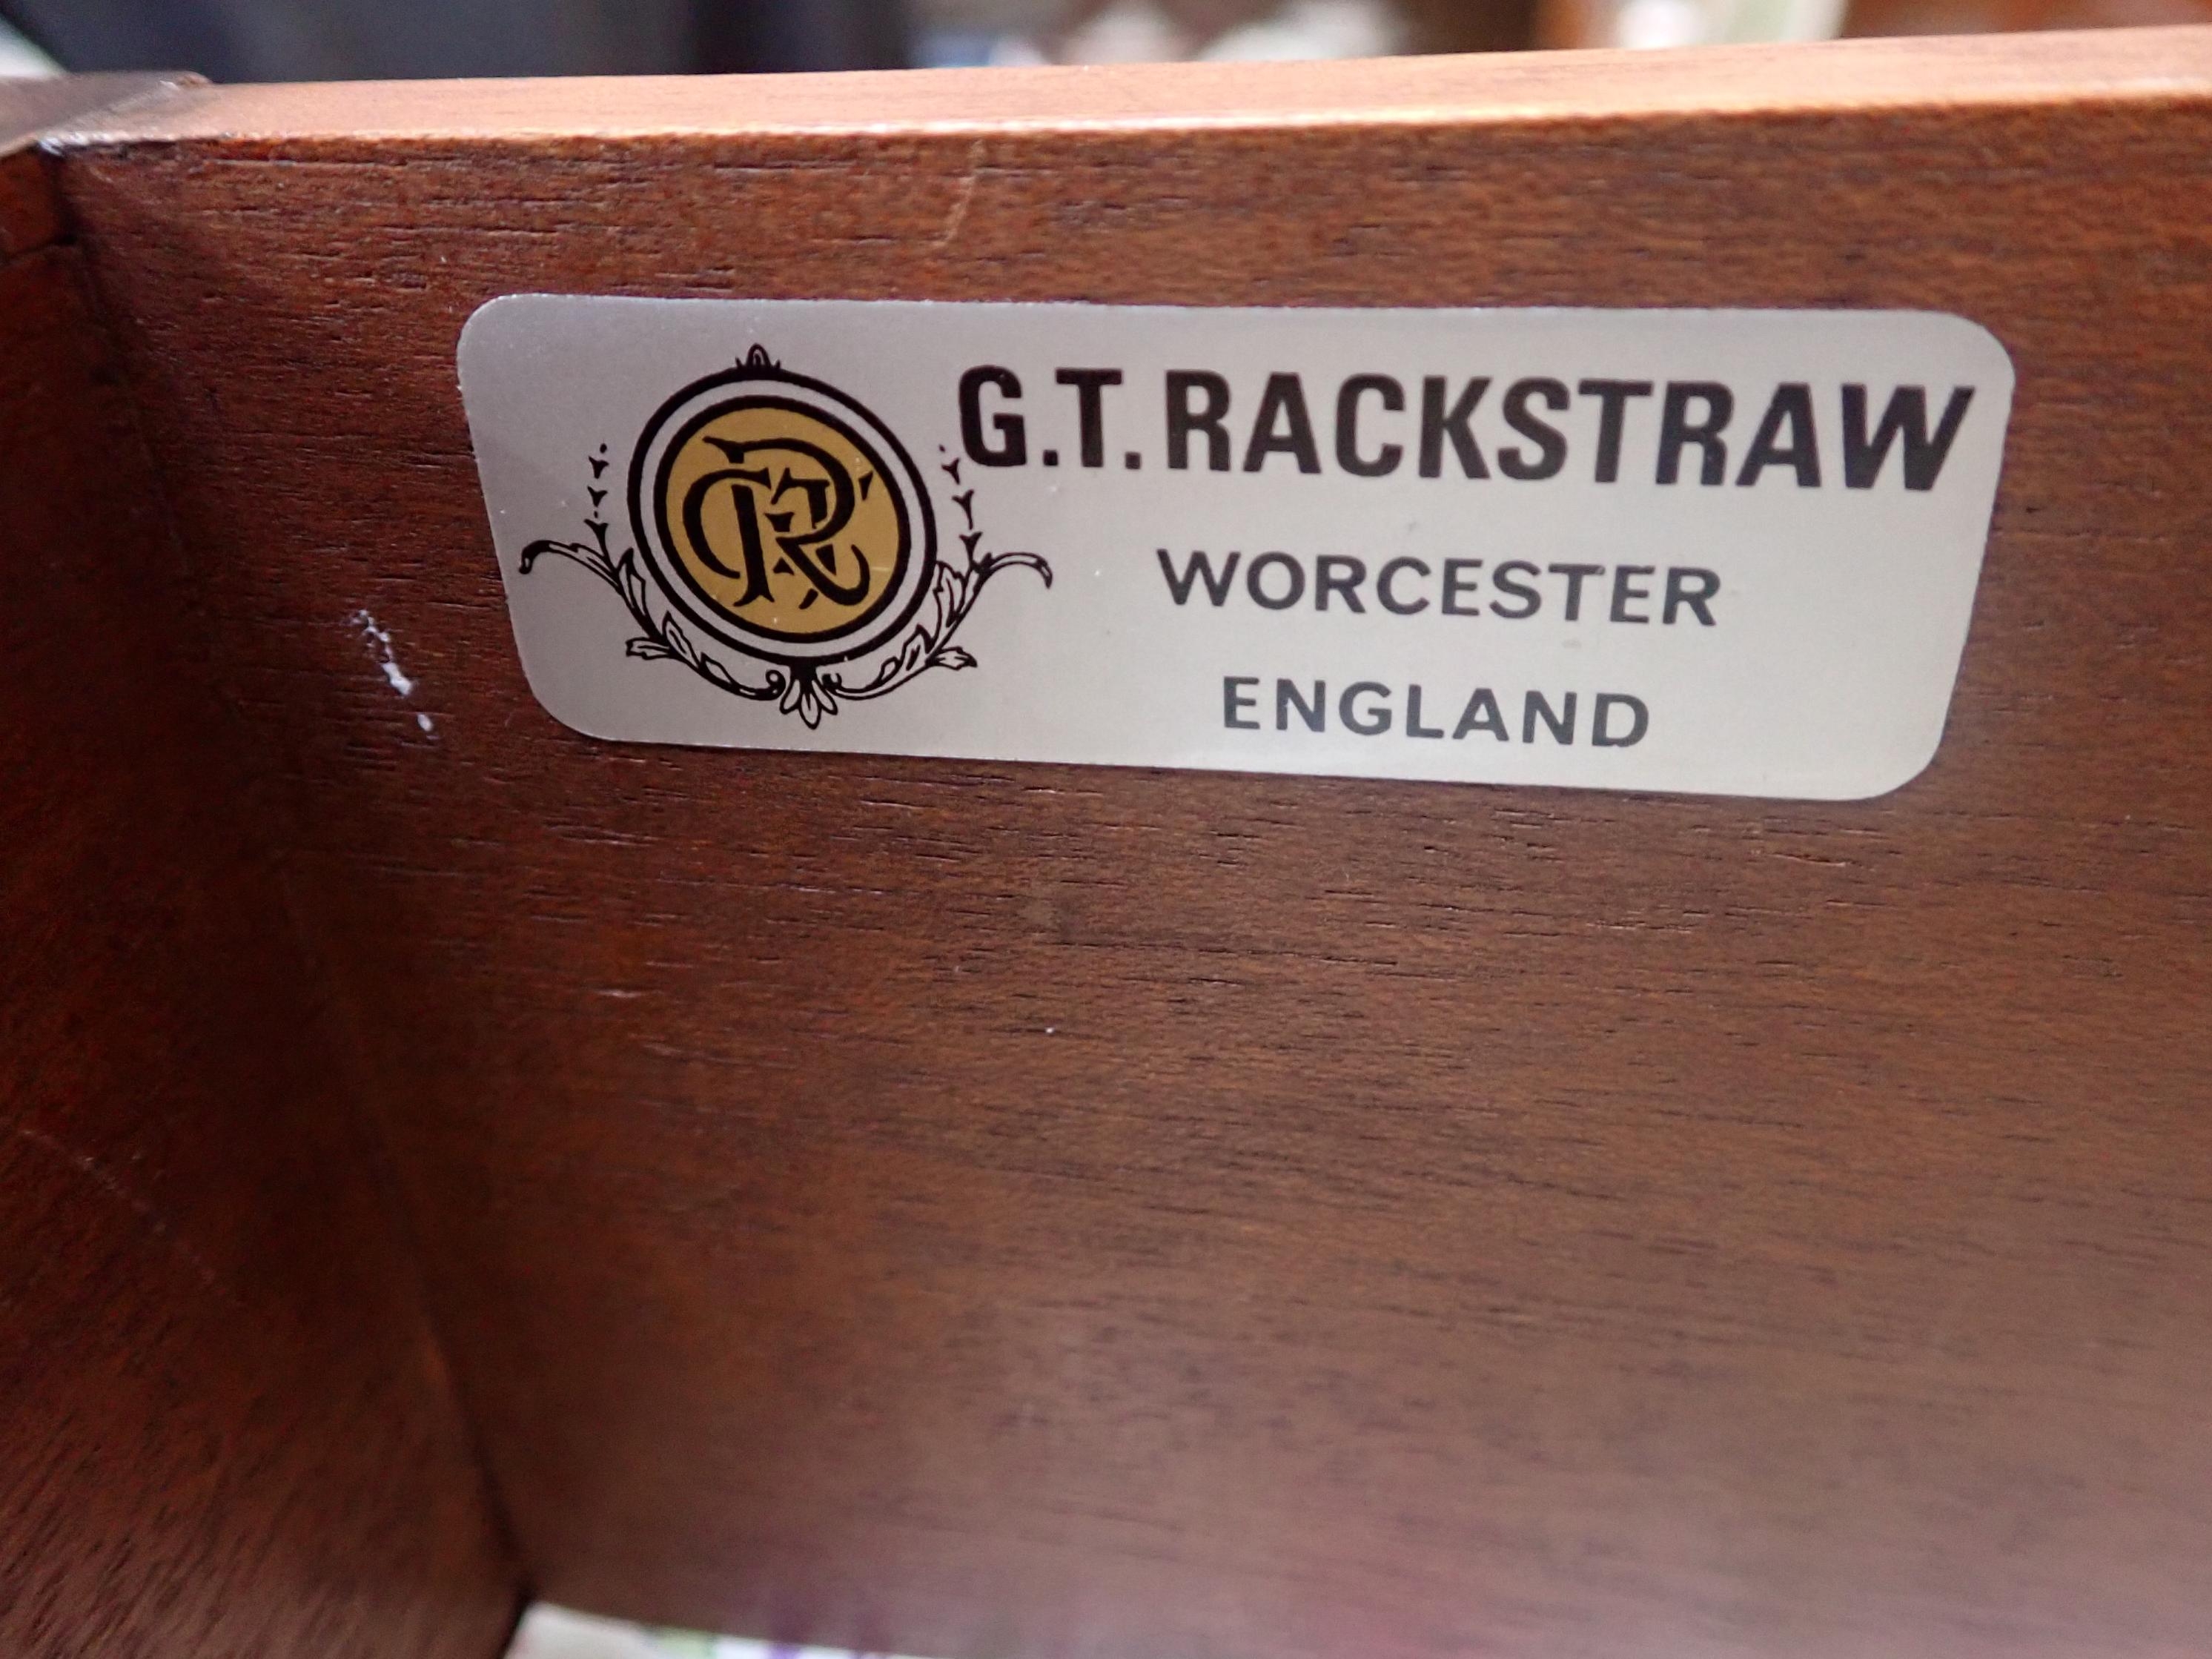 G.T. RACKSTRAW
WORCESTER
ENGLAND